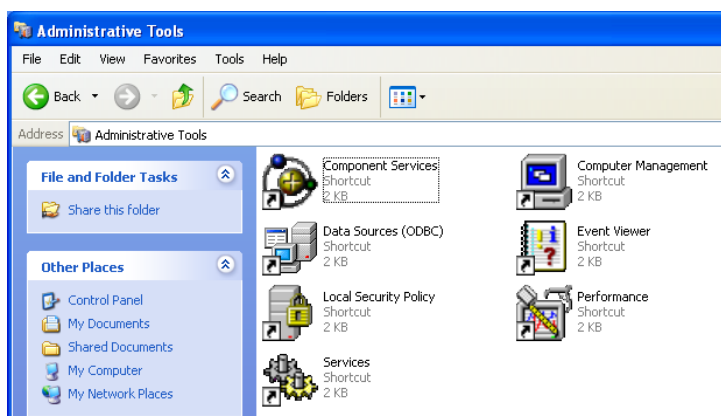 Administrative Tools
File Edit View Favorites Tools Help
Back Search Folders
Address Administrative Tools
File and Folder Tasks
Share this folder
Other Places
Control Panel
My Documents
Shared Documents
My Computer
My Network Places
Component Services
Shortcut
2 KB
Computer Management
Shortcut
2 KB
Data Sources (ODBC)
Shortcut
2 KB
Event Viewer
Shortcut
2 KB
Local Security Policy
Shortcut
2 KB
Performance
Shortcut
2 KB
Services
Shortcut
2 KB